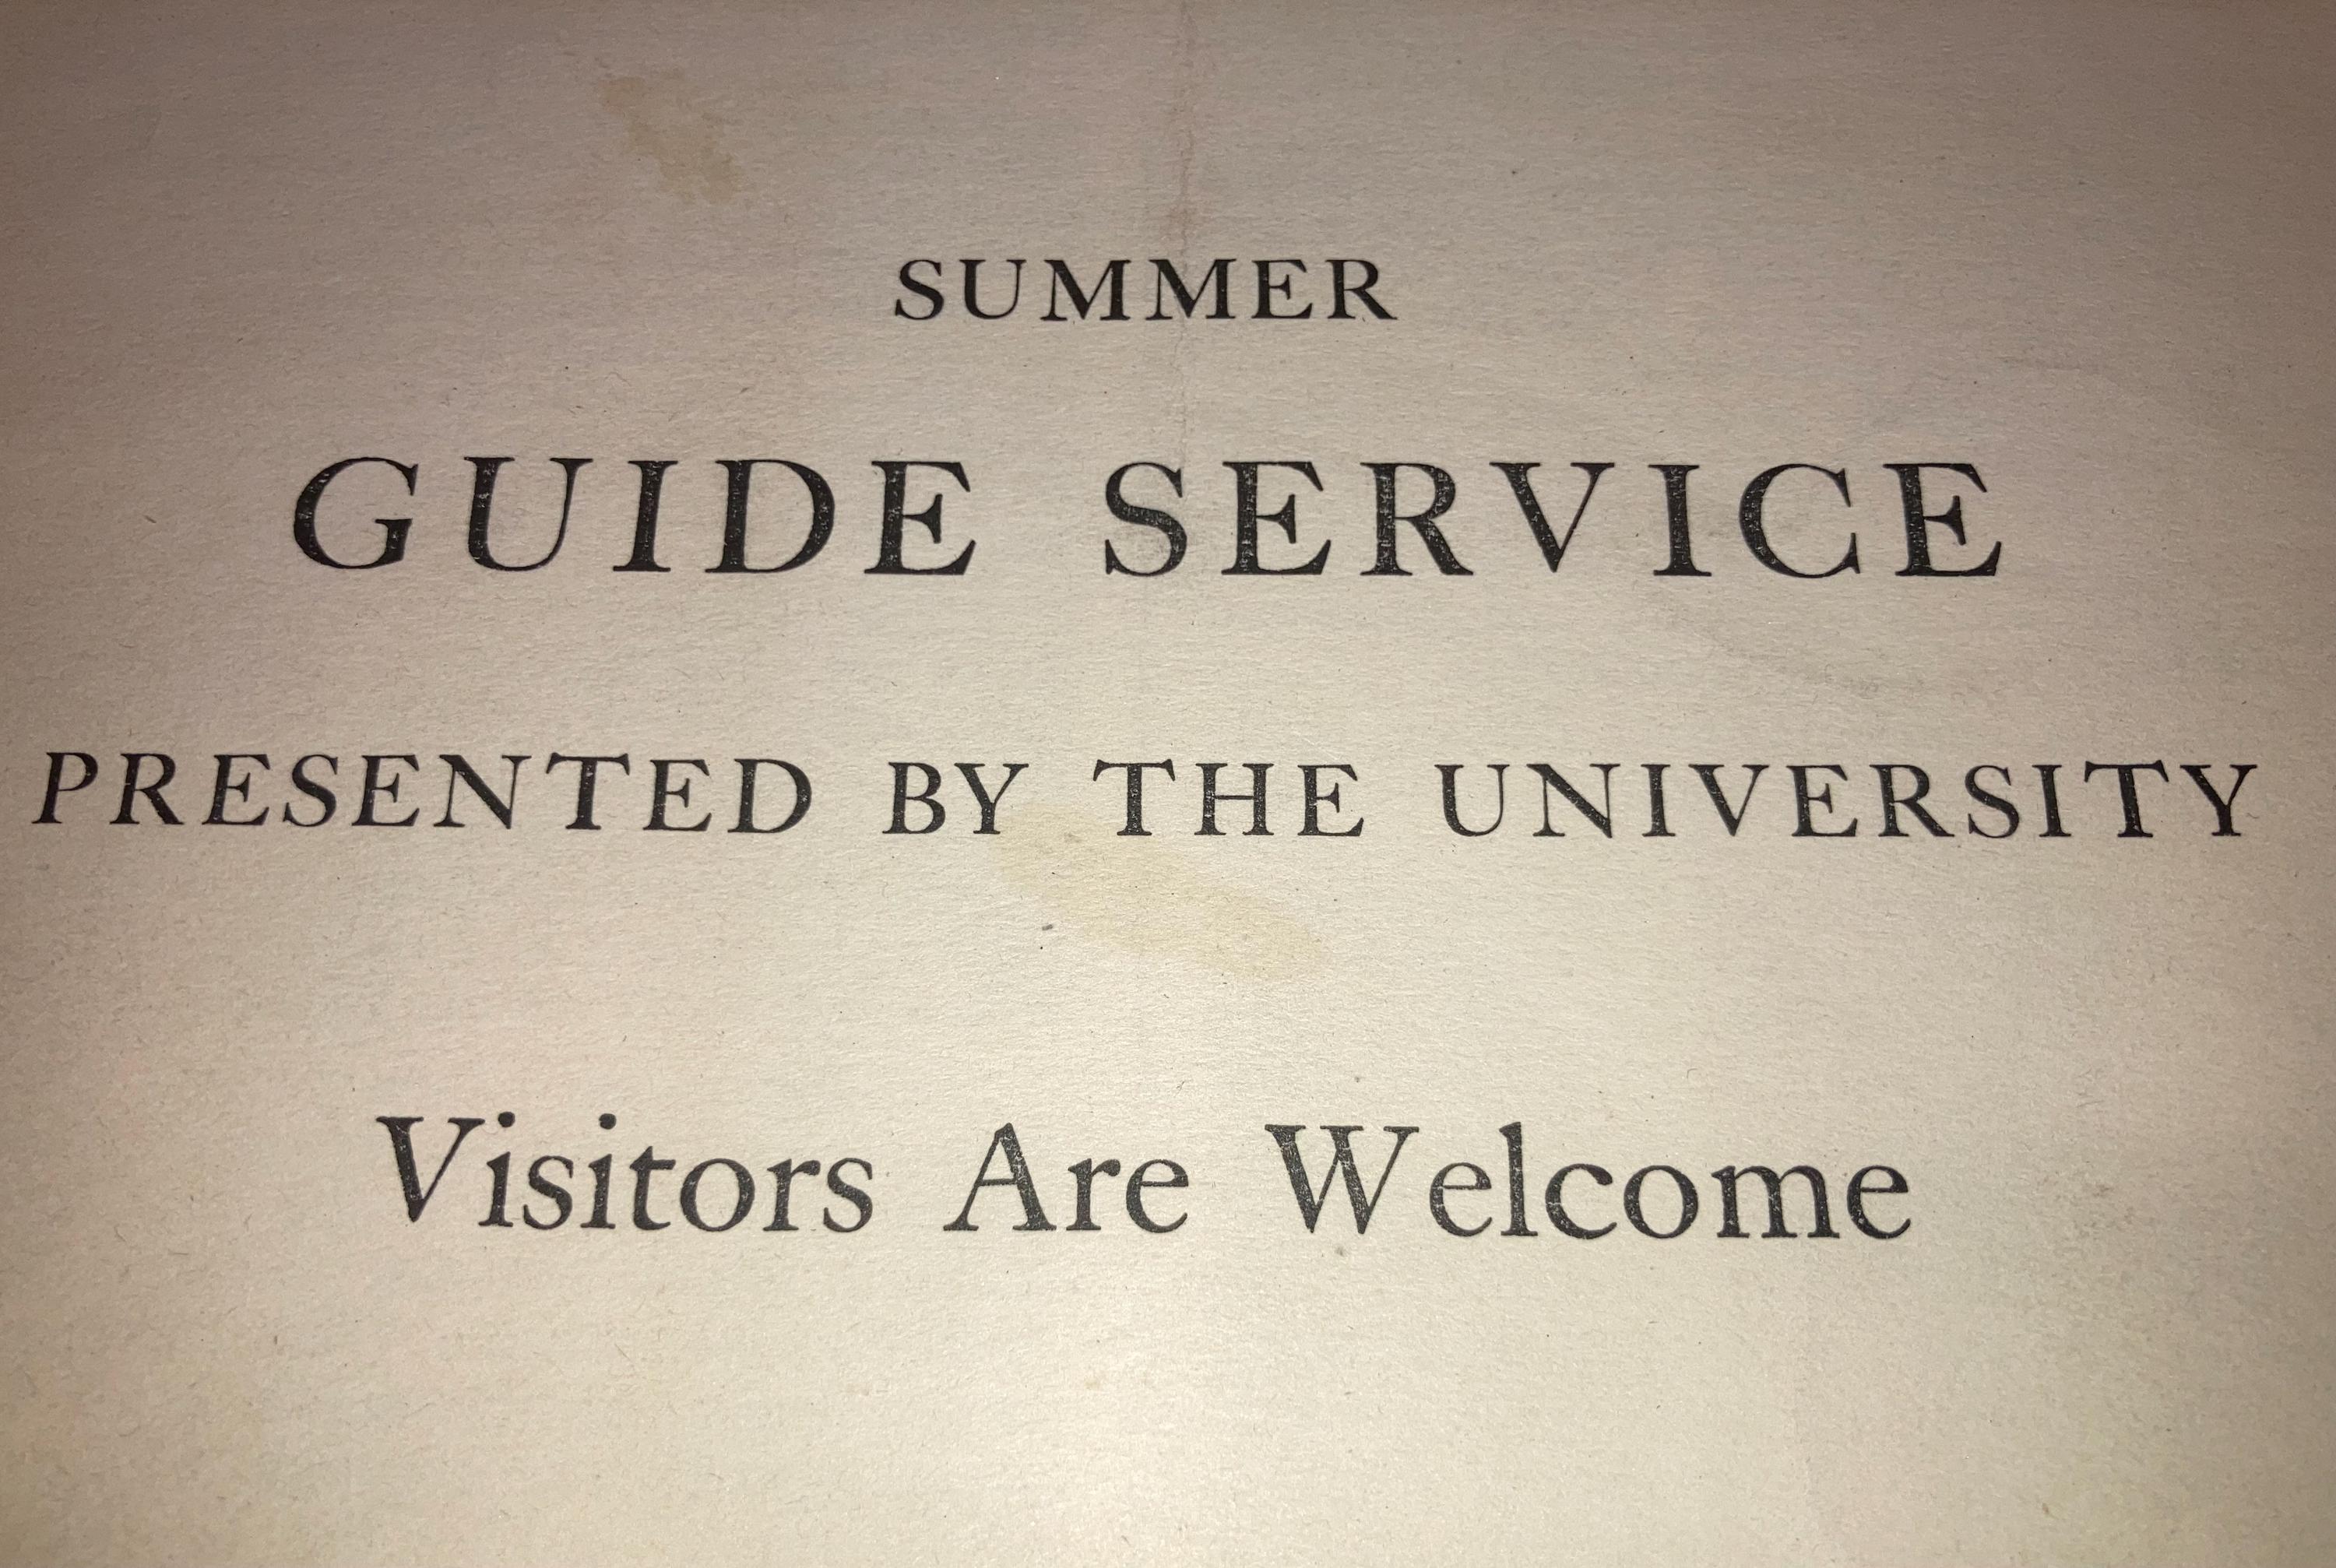 SUMMER
GUIDE SERVICE
PRESENTED BY THE UNIVERSITY
Visitors Are Welcome